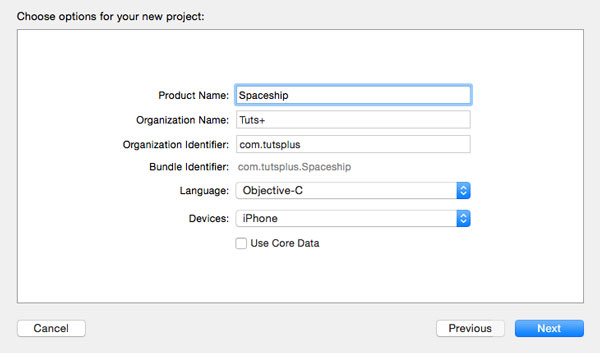 Choose options for your new project:
Product Name: Spaceship
Organization Name: Tuts+
Organization Identifier: com.tutsplus
Bundle Identifier: com.tutsplus.Spaceship
Language: Objective-C
Devices: iPhone
Use Core Data
Cancel Previous Next